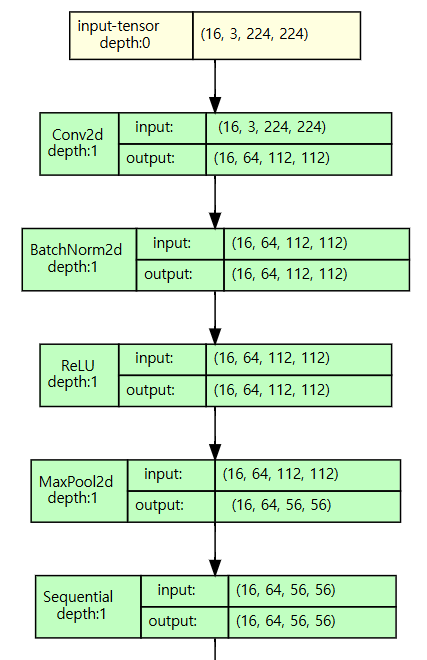 input-tensor
depth:0
(16, 3, 224, 224)
Conv2d
depth:1
input:
(16, 3, 224, 224)
output:
(16, 64, 112, 112)
BatchNorm2d
depth:1
input:
(16, 64, 112, 112)
output:
(16, 64, 112, 112)
ReLU
depth:1
input:
(16, 64, 112, 112)
output:
(16, 64, 112, 112)
MaxPool2d
depth:1
input:
(16, 64, 112, 112)
output:
(16, 64, 56, 56)
Sequential
depth:1
input:
(16, 64, 56, 56)
output:
(16, 64, 56, 56)